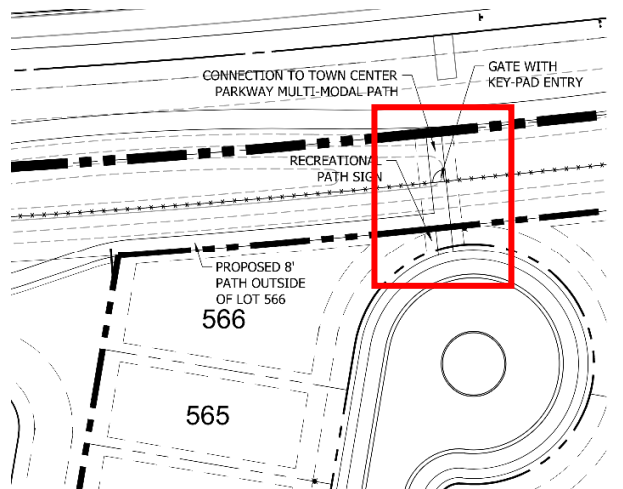 CONNECTION TO TOWN CENTER
PARKWAY MULTI-MODAL PATH
GATE WITH
KEY-PAD ENTRY
RECREATIONAL
PATH SIGN
PROPOSED 8'
PATH OUTSIDE
OF LOT 566
566
565